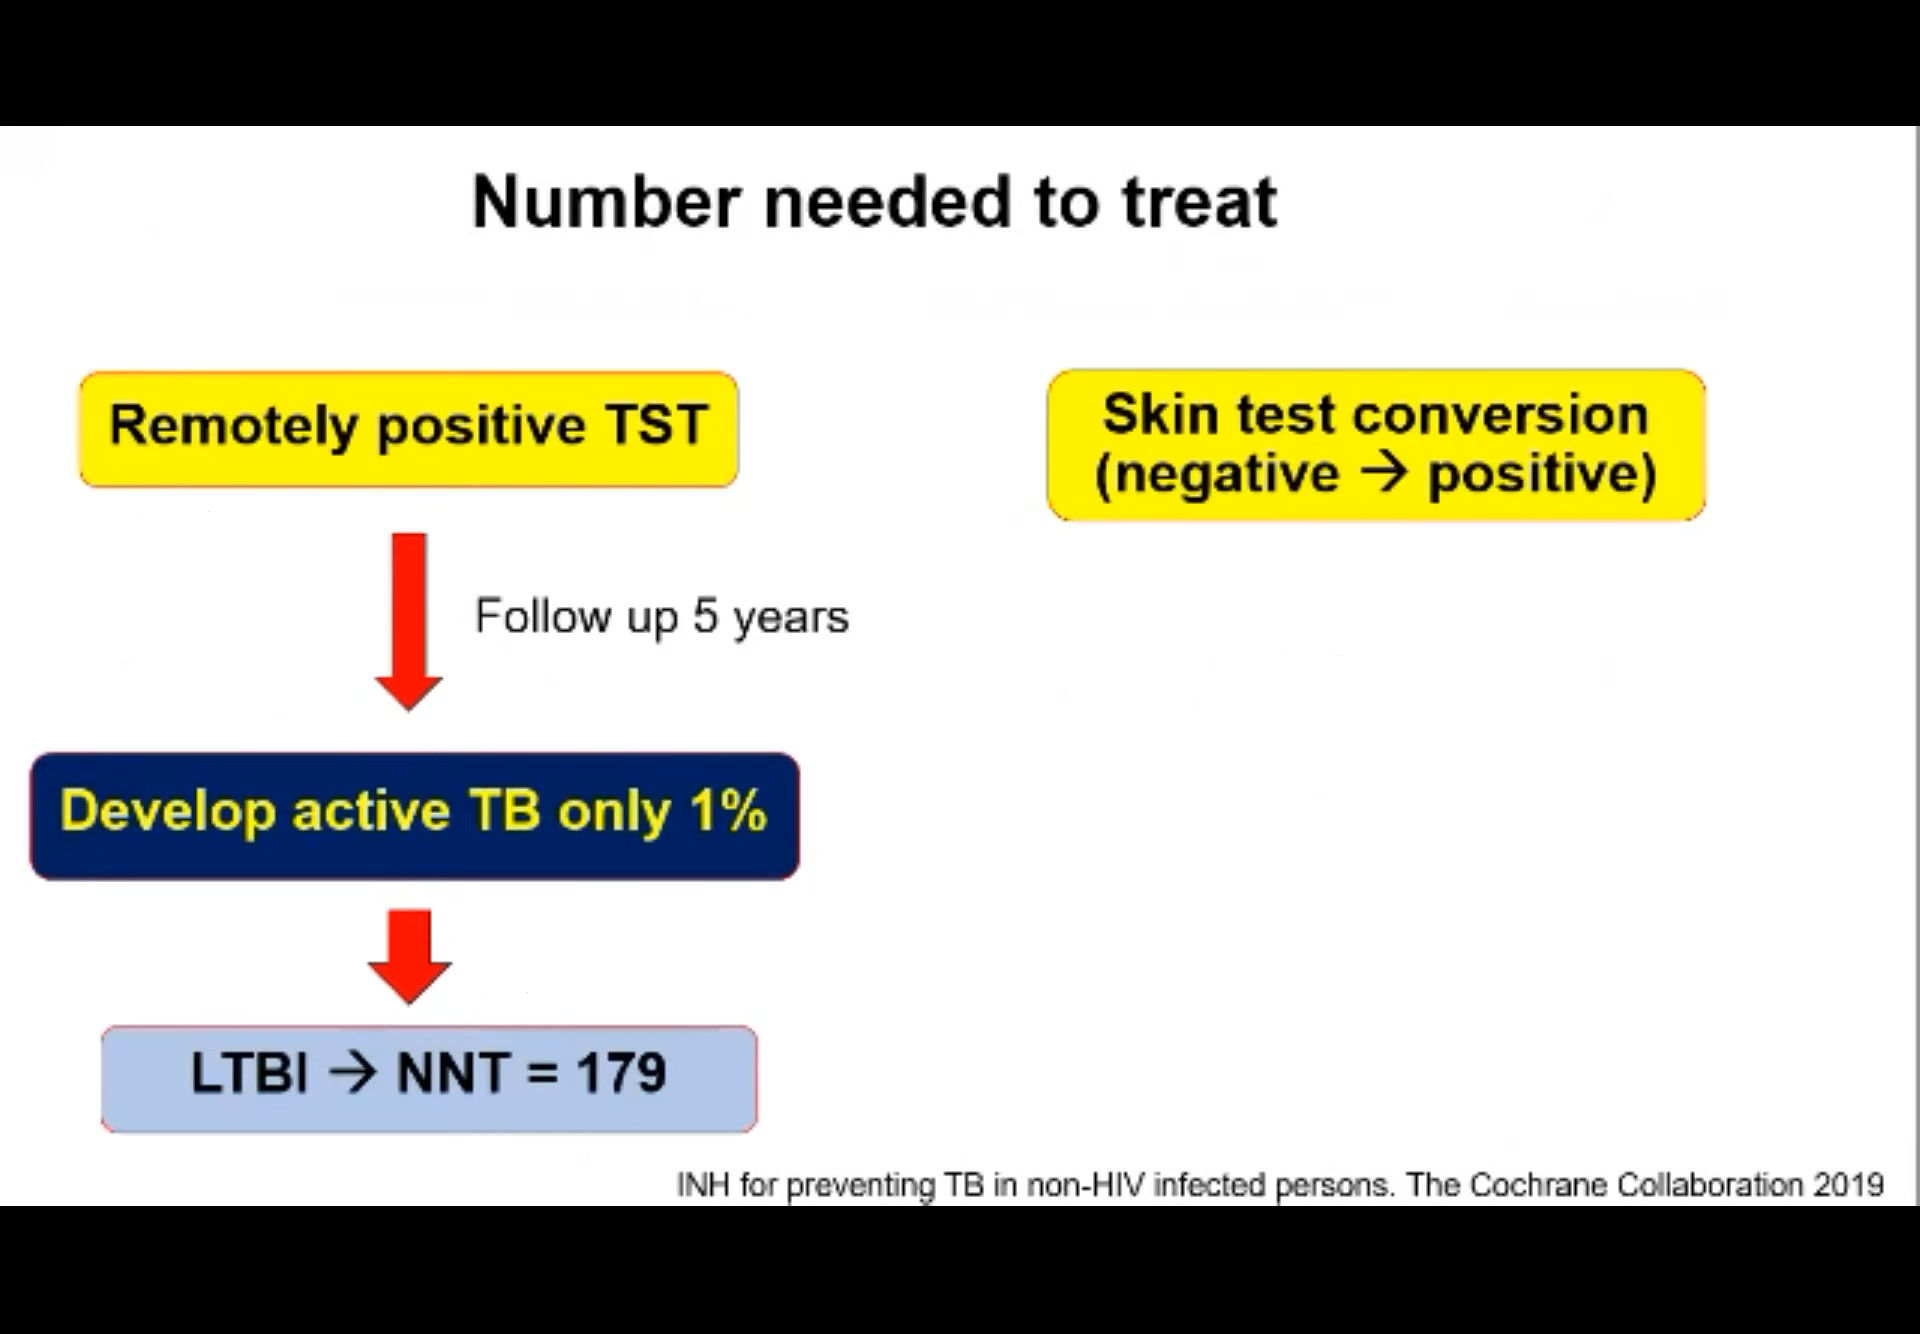 Number needed to treat
Remotely positive TST
Skin test conversion
(negative → positive)
Follow up 5 years
Develop active TB only 1%
LTBI → NNT = 179
INH for preventing TB in non-HIV infected persons. The Cochrane Collaboration 2019